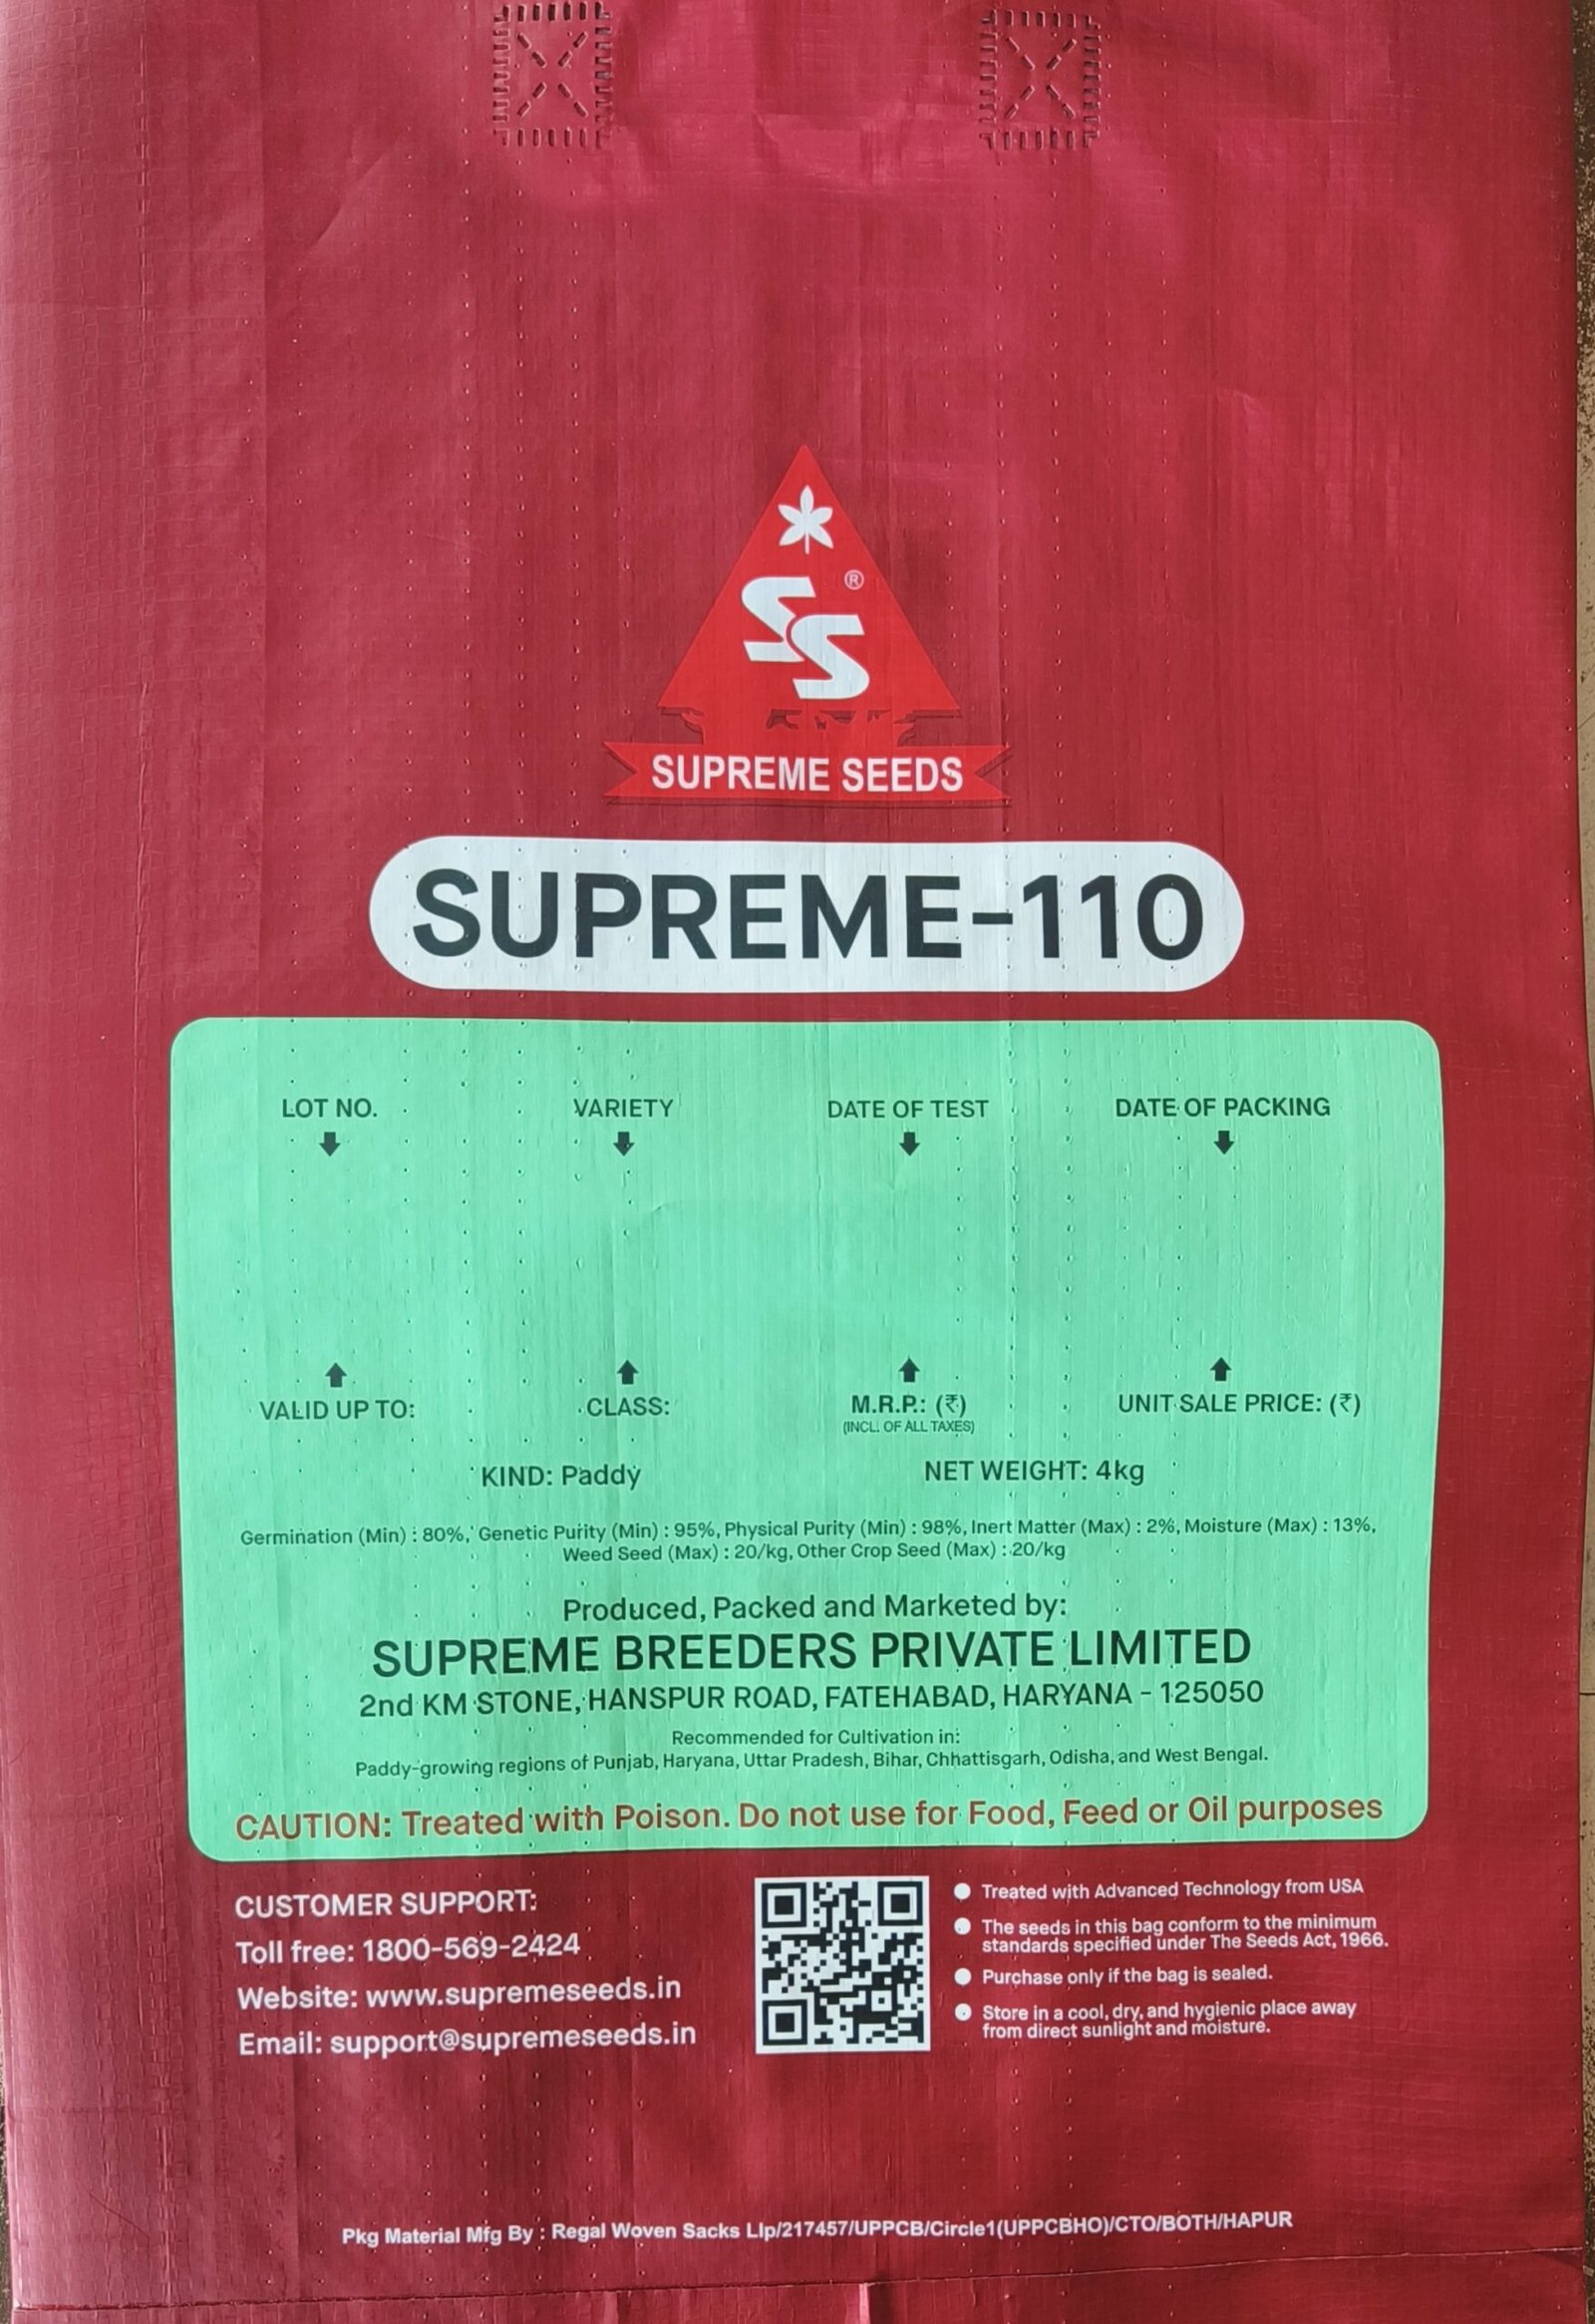 SS ®
SUPREME SEEDS
SUPREME-110
LOT NO. VARIETY DATE OF TEST DATE OF PACKING
VALID UP TO: CLASS: M.R.P.: (₹) UNIT SALE PRICE: (₹)
(INCL. OF ALL TAXES)
KIND: Paddy NET WEIGHT: 4kg
Germination (Min) : 80%, Genetic Purity (Min) : 95%, Physical Purity (Min) : 98%, Inert Matter (Max) : 2%, Moisture (Max) : 13%,
Weed Seed (Max) : 20/kg, Other Crop Seed (Max) : 20/kg
Produced, Packed and Marketed by:
SUPREME BREEDERS PRIVATE LIMITED
2nd KM STONE, HANSPUR ROAD, FATEHABAD, HARYANA - 125050
Recommended for Cultivation in:
Paddy-growing regions of Punjab, Haryana, Uttar Pradesh, Bihar, Chhattisgarh, Odisha, and West Bengal.
CAUTION: Treated with Poison. Do not use for Food, Feed or Oil purposes
CUSTOMER SUPPORT:
Toll free: 1800-569-2424
Website: www.supremeseeds.in
Email: support@supremeseeds.in
Treated with Advanced Technology from USA
The seeds in this bag conform to the minimum
standards specified under The Seeds Act, 1966.
Purchase only if the bag is sealed.
Store in a cool, dry, and hygienic place away
from direct sunlight and moisture.
Pkg Material Mfg By : Regal Woven Sacks Llp/217457/UPPCB/Circle1(UPPCBHO)/CTO/BOTH/HAPUR